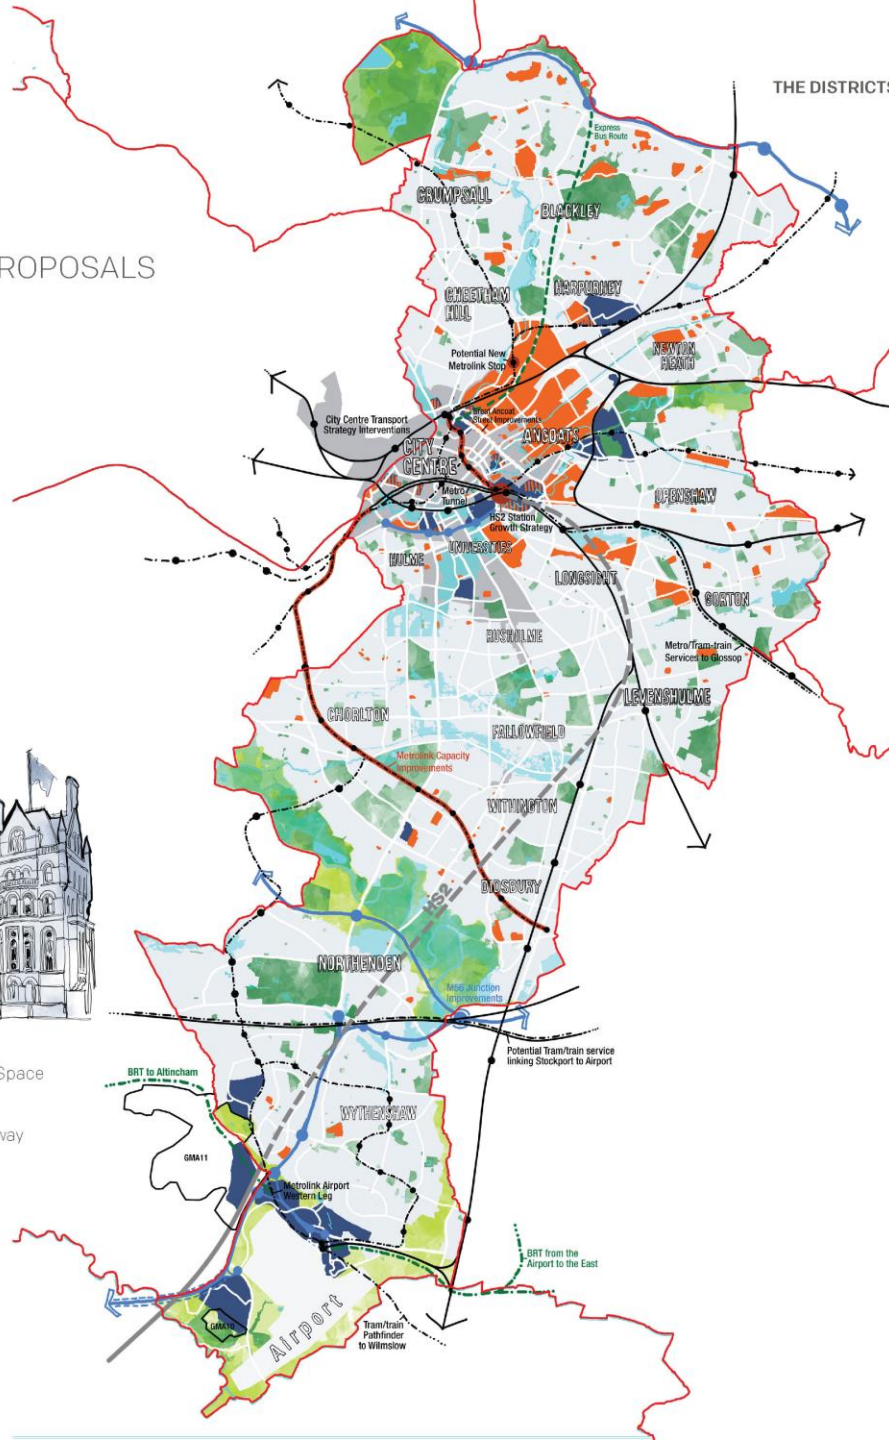 THE DISTRICTS
Express
Bus Route
CRUMPSALL
BLACKLEY
ROPOSALS
CHEETHAM
HILL
HARPURHEY
Potential New
Metrolink Stop
NEWTON
HEATH
City Centre Transport
Strategy Interventions
Street Improvements
ANCOATS
CITY
CENTRE
Metro
Tunnel
OPENSHAW
HS2 Station
Growth Strategy
UNIVERSITIES
HULME
LONGSIGHT
GORTON
RUSHOLME
Metro/Tram-train
Services to Glossop
LEVENSHULME
CHORLTON
FALLOWFIELD
Metrolink Capacity
Improvements
WITHINGTON
DIDSBURY
HS2
NORTHENDEN
M56 Junction
Improvements
Potential Tram/train service
linking Stockport to Airport
Space
BRT to Altincham
WYTHENSHAW
way
GMA11
Metrolink Airport
Western Leg
BRT from the
Airport to the East
GMA10
Airport
Tram/train
Pathfinder
to Wilmslow